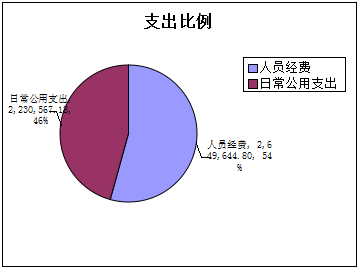 支出比例
人员经费
日常公用支出
日常公用支出,
2,230,567.18,
46%
人员经费, 2,6
49,644.80, 54
%